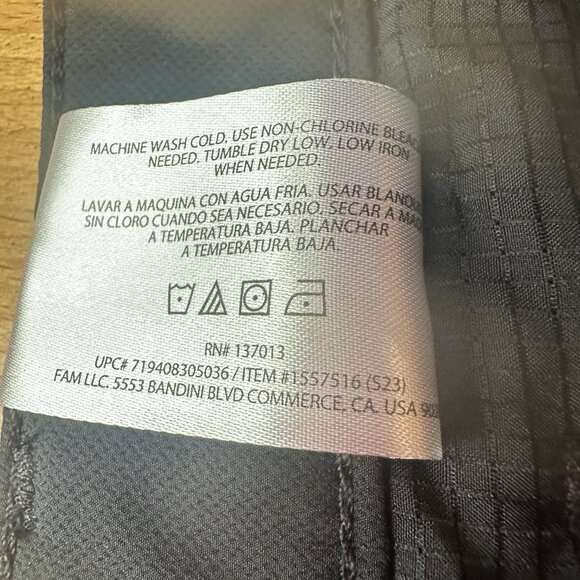 MACHINE WASH COLD. USE NON-CHLORINE
NEEDED. TUMBLE DRY LOW. LOW IRON
WHEN NEEDED.
LAVAR A MAQUINA CON AGUA FRIA. USAR
SIN CLORO CUANDO SEA NECESARIO. SECAR A
A TEMPERATURA BAJA. PLANCHAR
A TEMPERATURA BAJA.
RN# 137013
UPC# 719408305036 / ITEM #1557516 (S23)
FAM LLC. 5553 BANDINI BLVD COMMERCE, CA. USA